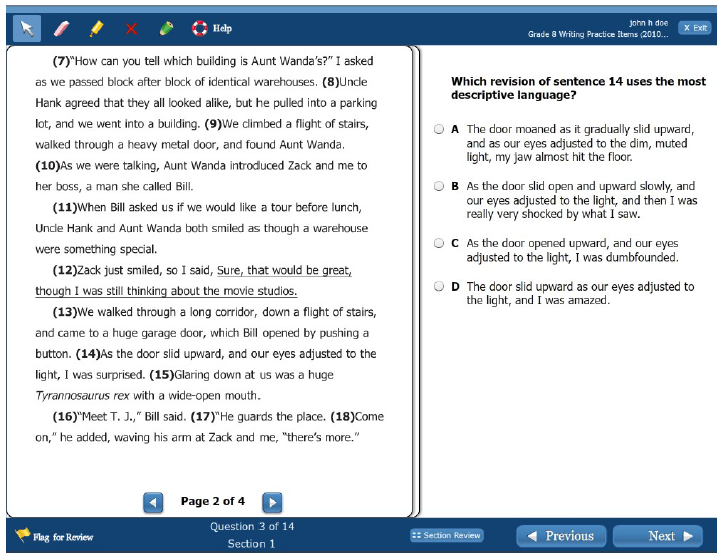 Help
john h doe
Grade 8 Writing Practice Items (2010...
X Exit
(7)“How can you tell which building is Aunt Wanda’s?” I asked
as we passed block after block of identical warehouses. (8)Uncle
Hank agreed that they all looked alike, but he pulled into a parking
lot, and we went into a building. (9)We climbed a flight of stairs,
walked through a heavy metal door, and found Aunt Wanda.
(10)As we were talking, Aunt Wanda introduced Zack and me to
her boss, a man she called Bill.
(11)When Bill asked us if we would like a tour before lunch,
Uncle Hank and Aunt Wanda both smiled as though a warehouse
were something special.
(12)Zack just smiled, so I said, Sure, that would be great,
though I was still thinking about the movie studios.
(13)We walked through a long corridor, down a flight of stairs,
and came to a huge garage door, which Bill opened by pushing a
button. (14)As the door slid upward, and our eyes adjusted to the
light, I was surprised. (15)Glaring down at us was a huge
Tyrannosaurus rex with a wide-open mouth.
(16)“Meet T. J.,” Bill said. (17)“He guards the place. (18)Come
on,” he added, waving his arm at Zack and me, “there’s more.”
Page 2 of 4
Which revision of sentence 14 uses the most
descriptive language?
A The door moaned as it gradually slid upward,
and as our eyes adjusted to the dim, muted
light, my jaw almost hit the floor.
B As the door slid open and upward slowly, and
our eyes adjusted to the light, and then I was
really very shocked by what I saw.
C As the door opened upward, and our eyes
adjusted to the light, I was dumbfounded.
D The door slid upward as our eyes adjusted to
the light, and I was amazed.
Flag for Review
Question 3 of 14
Section 1
Section Review
Previous
Next